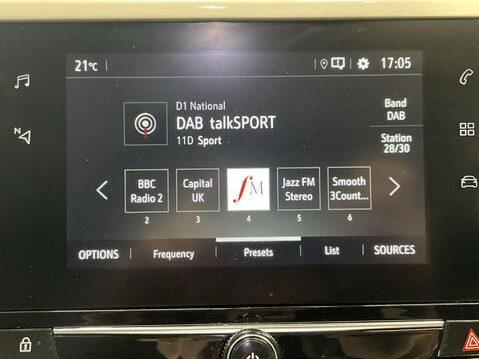 21°C
17:05
D1 National
DAB talkSPORT
11D Sport
Band
DAB
Station
28/30
BBC
Radio 2
2
Capital
UK
3
fM
4
Jazz FM
Stereo
5
Smooth
3Count...
6
OPTIONS
Frequency
Presets
List
SOURCES
N